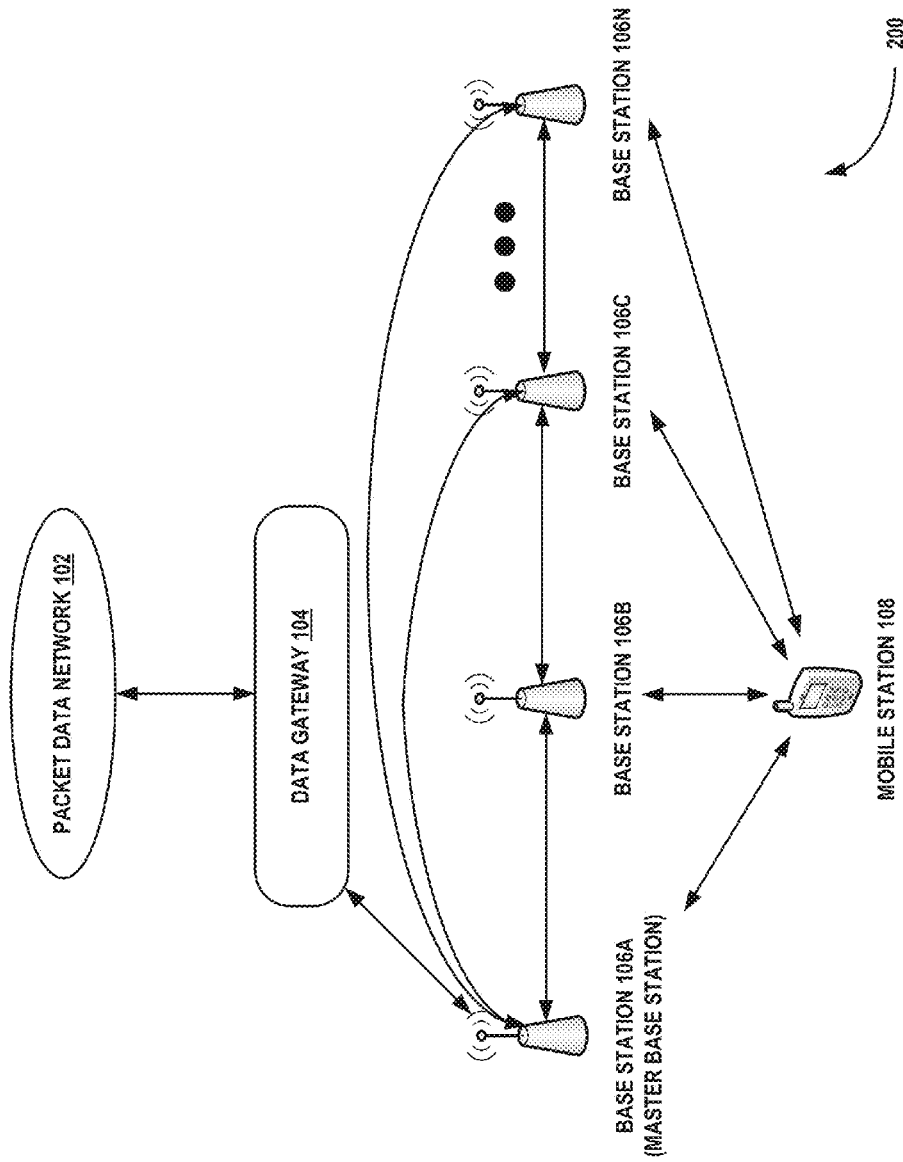 PACKET DATA NETWORK 102
DATA GATEWAY 104
BASE STATION 106A
(MASTER BASE STATION)
BASE STATION 106B
BASE STATION 106C
BASE STATION 106N
MOBILE STATION 108
200